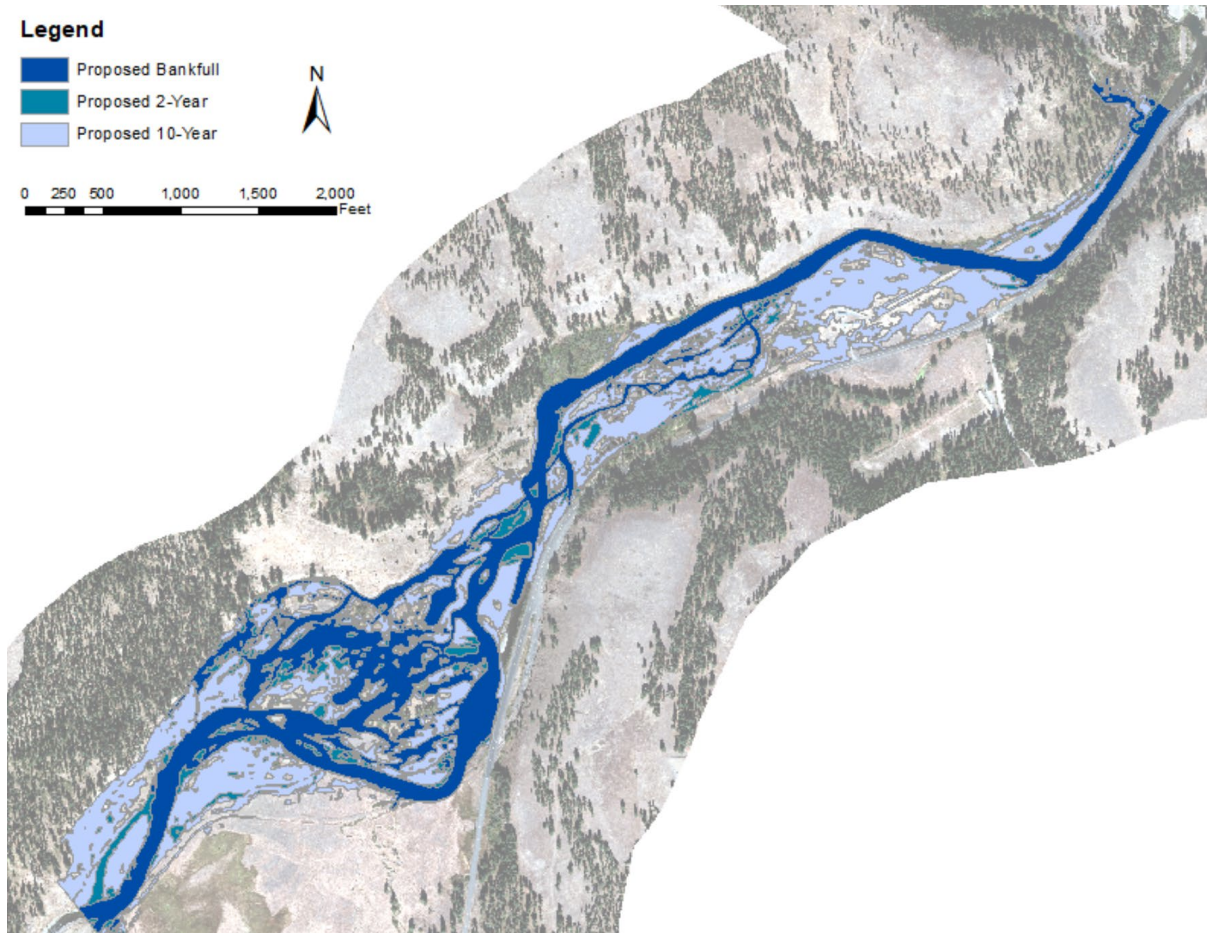 Legend
Proposed Bankfull
Proposed 2-Year
Proposed 10-Year
N
0 250 500 1,000 1,500 2,000
Feet